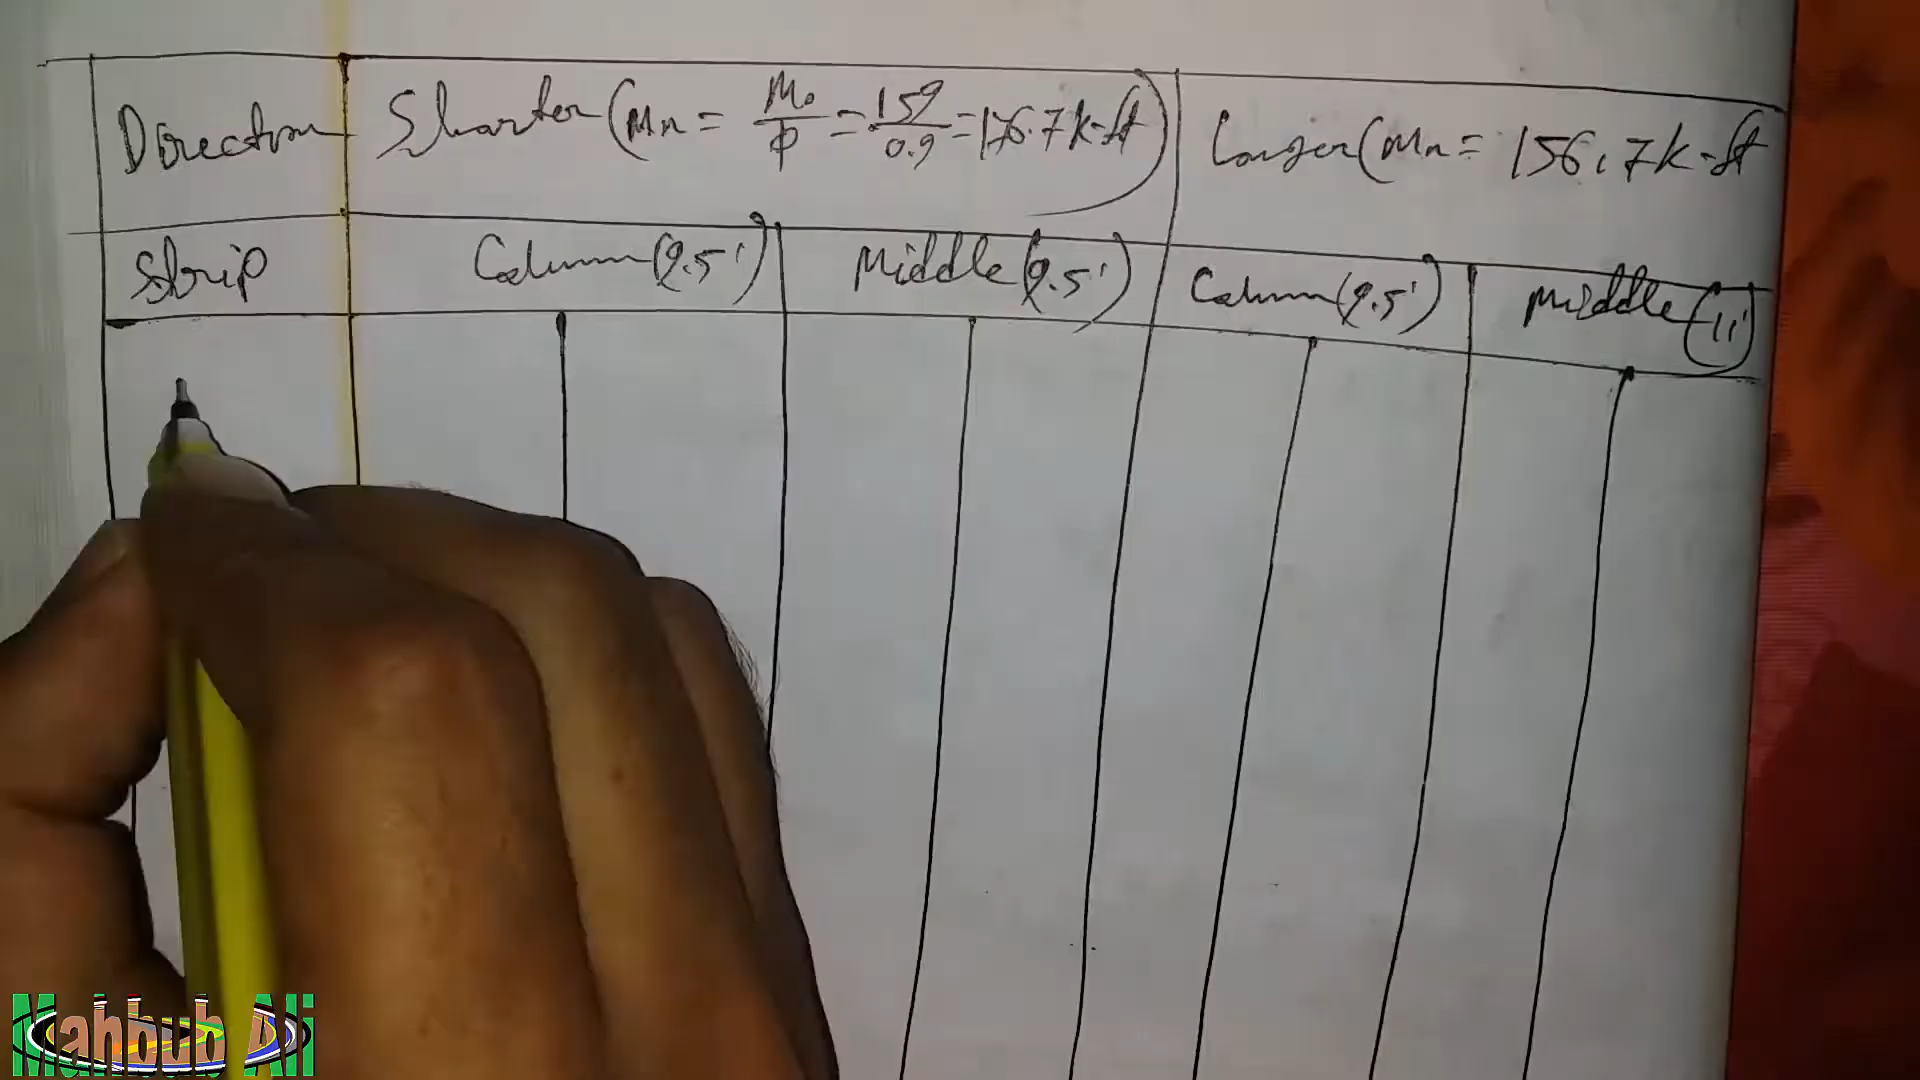 Direction Shorter (Mn = Mo/φ = 159/0.9 = 176.7 k-ft) Longer (Mn = 156.7 k-ft
Strip Column (9.5') Middle (9.5') Column (9.5') Middle (11')
Mahbub Ali